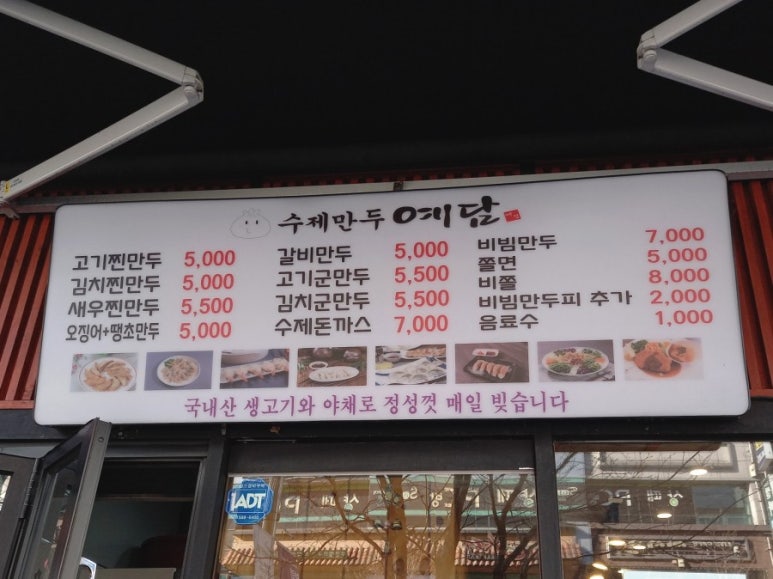 수제만두 예담
고기찐만두 5,000
김치찐만두 5,000
새우찐만두 5,500
오징어+땡초만두 5,000
갈비만두 5,000
고기군만두 5,500
김치군만두 5,500
수제돈까스 7,000
비빔만두 7,000
쫄면 5,000
비쫄 8,000
비빔만두피 추가 2,000
음료수 1,000
국내산 생고기와 야채로 정성껏 매일 빚습니다
ADT